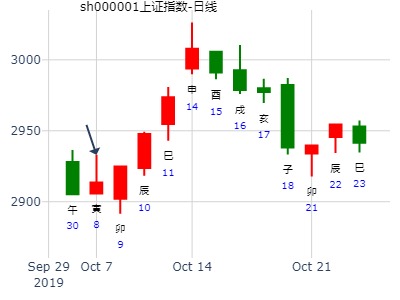 sh000001上证指数-日线
3000
2950
2900
午
30
寅
8
卯
9
辰
10
巳
11
申
14
酉
15
戌
16
亥
17
子
18
卯
21
辰
22
巳
23
Sep 29
2019
Oct 7
Oct 14
Oct 21